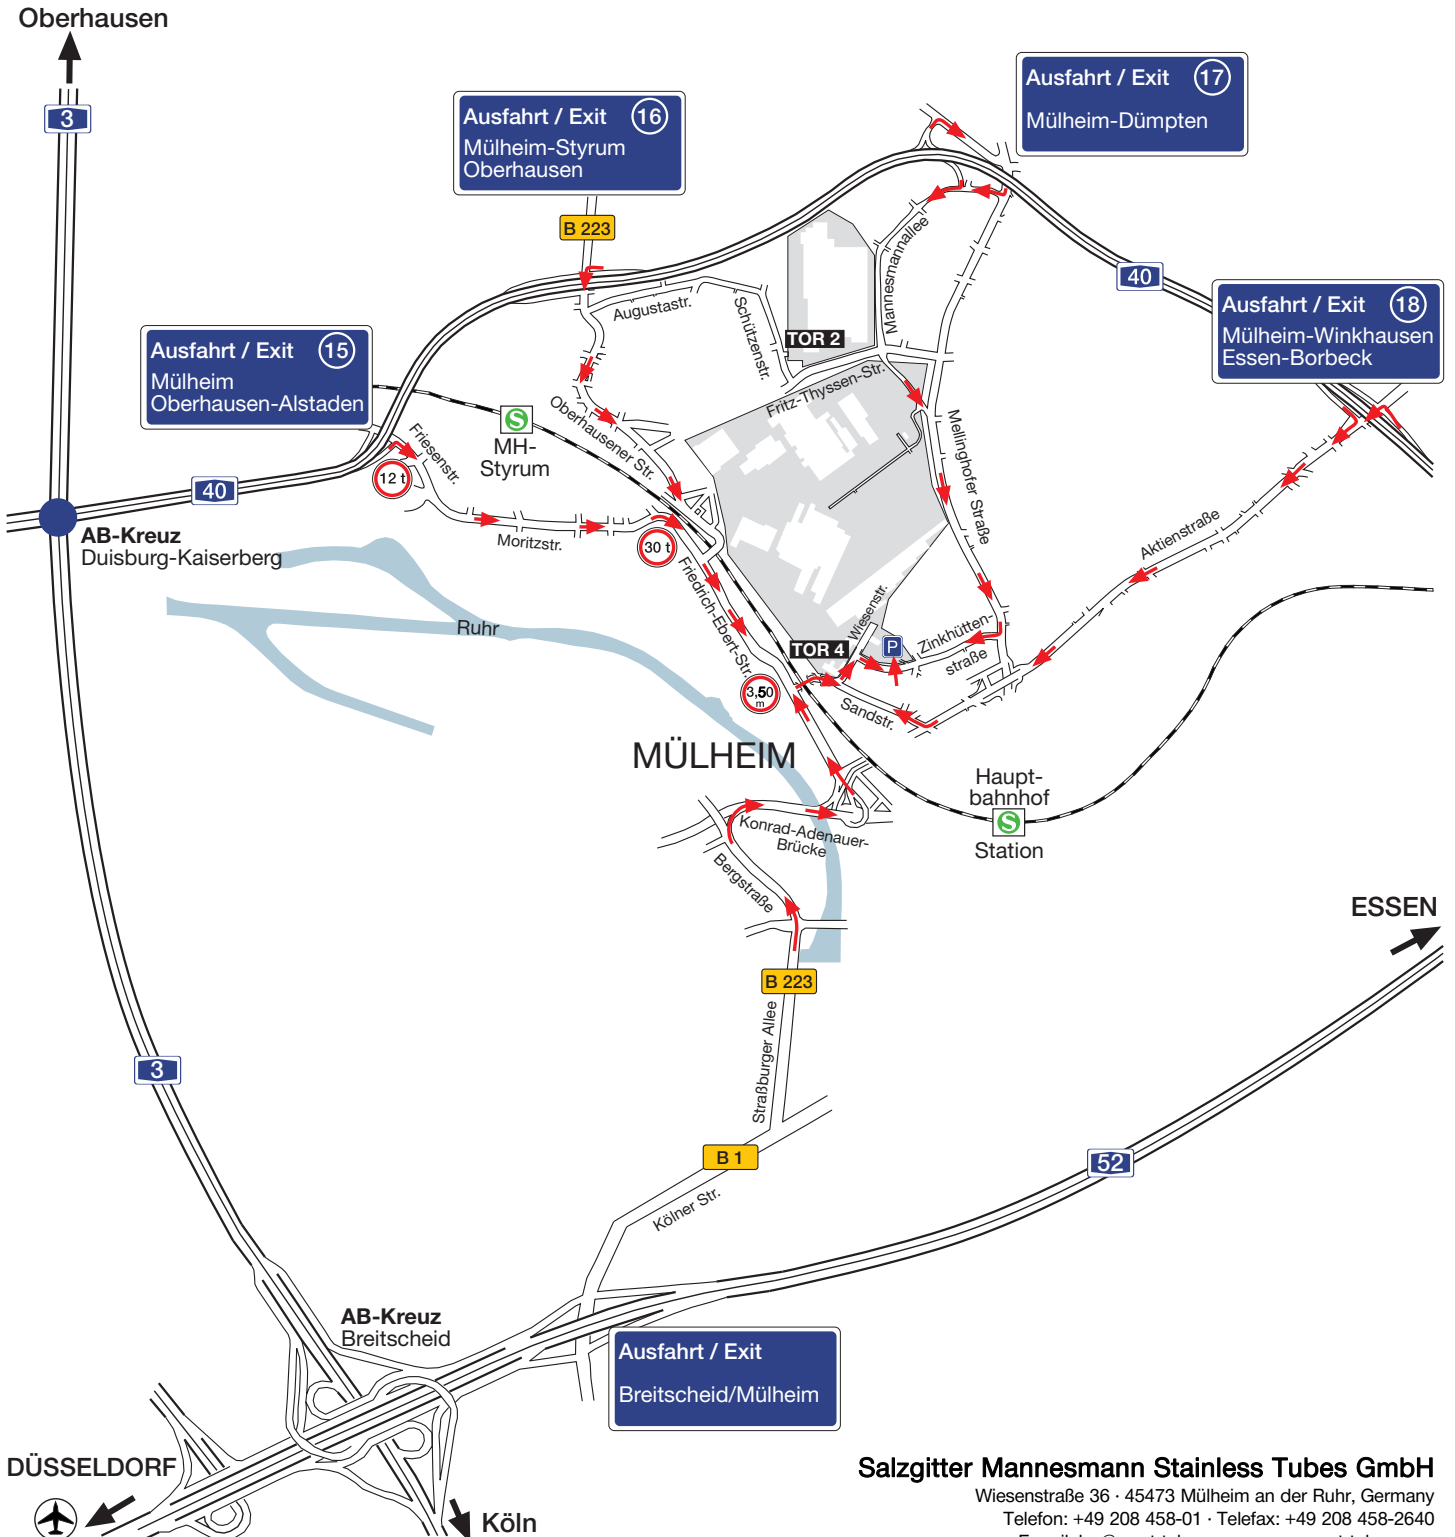 Oberhausen
3
Ausfahrt / Exit 16
Mülheim-Styrum
Oberhausen
Ausfahrt / Exit 17
Mülheim-Dümpten
B 223
40
Ausfahrt / Exit 18
Mülheim-Winkhausen
Essen-Borbeck
Ausfahrt / Exit 15
Mülheim
Oberhausen-Alstaden
Augustastr.
Schützenstr.
Mannesmannallee
TOR 2
Fritz-Thyssen-Str.
Oberhausener Str.
S
MH-
Styrum
Friesenstr.
12 t
40
Mellinghofer Straße
Aktienstraße
AB-Kreuz
Duisburg-Kaiserberg
Moritzstr.
30 t
Friedrich-Ebert-Str.
Ruhr
Wiesenstr.
TOR 4
P
Zinkhütten-
straße
3,50
m
Sandstr.
MÜLHEIM
Haupt-
bahnhof
S
Station
Konrad-Adenauer-
Brücke
Bergstraße
ESSEN
B 223
Straßburger Allee
3
B 1
52
Kölner Str.
AB-Kreuz
Breitscheid
Ausfahrt / Exit
Breitscheid/Mülheim
DÜSSELDORF
Köln
Salzgitter Mannesmann Stainless Tubes GmbH
Wiesenstraße 36 · 45473 Mülheim an der Ruhr, Germany
Telefon: +49 208 458-01 · Telefax: +49 208 458-2640